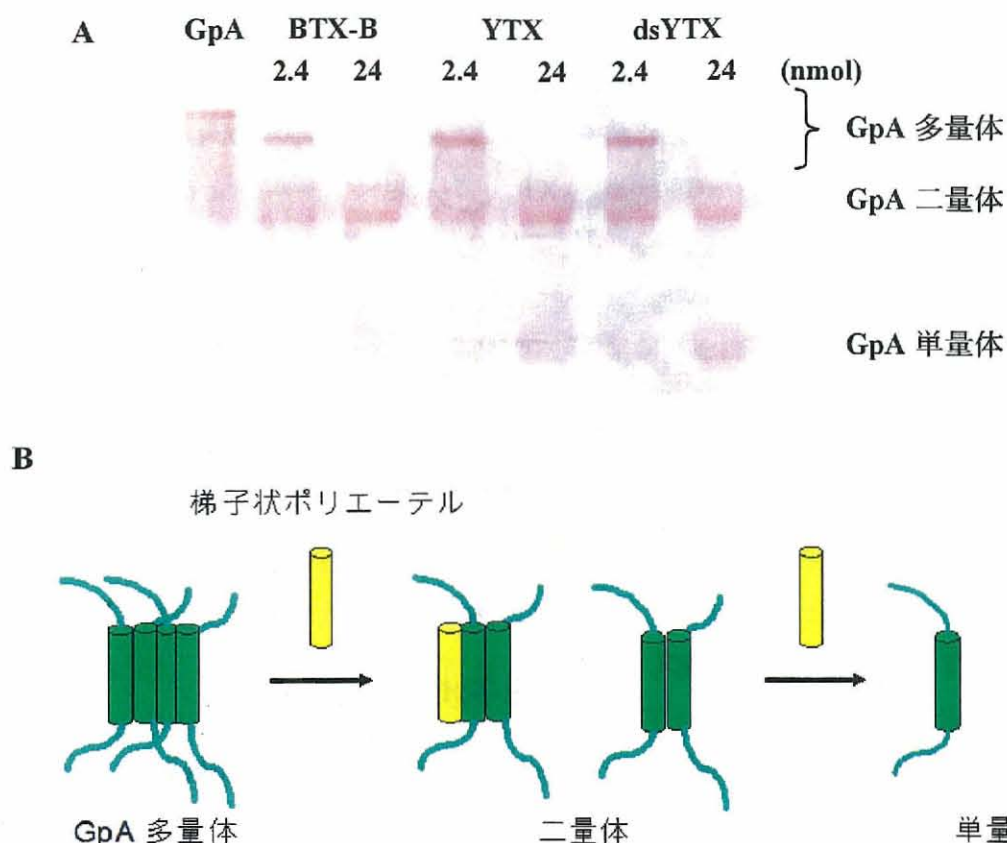 A GpA BTX-B YTX dsYTX
2.4 24 2.4 24 2.4 24 (nmol)
GpA 多量体
GpA 二量体
GpA 単量体
B
梯子状ポリエーテル
GpA 多量体 二量体 単量